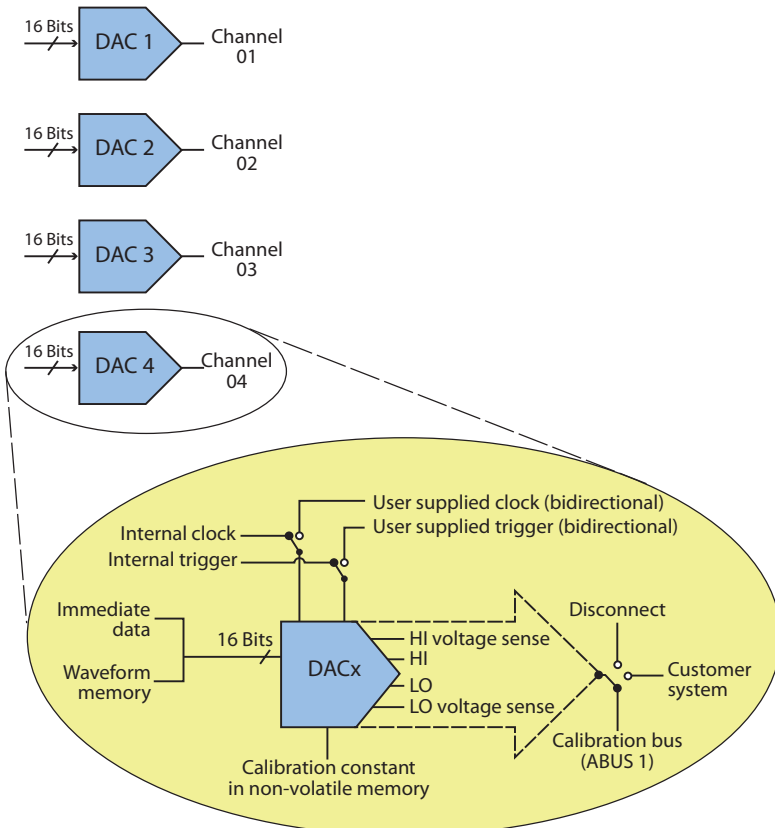 16 Bits
DAC 1
Channel
01
16 Bits
DAC 2
Channel
02
16 Bits
DAC 3
Channel
03
16 Bits
DAC 4
Channel
04
User supplied clock (bidirectional)
Internal clock
User supplied trigger (bidirectional)
Internal trigger
Immediate
data
Waveform
memory
16 Bits
DACx
HI voltage sense
HI
LO
LO voltage sense
Disconnect
Customer
system
Calibration bus
(ABUS 1)
Calibration constant
in non-volatile memory